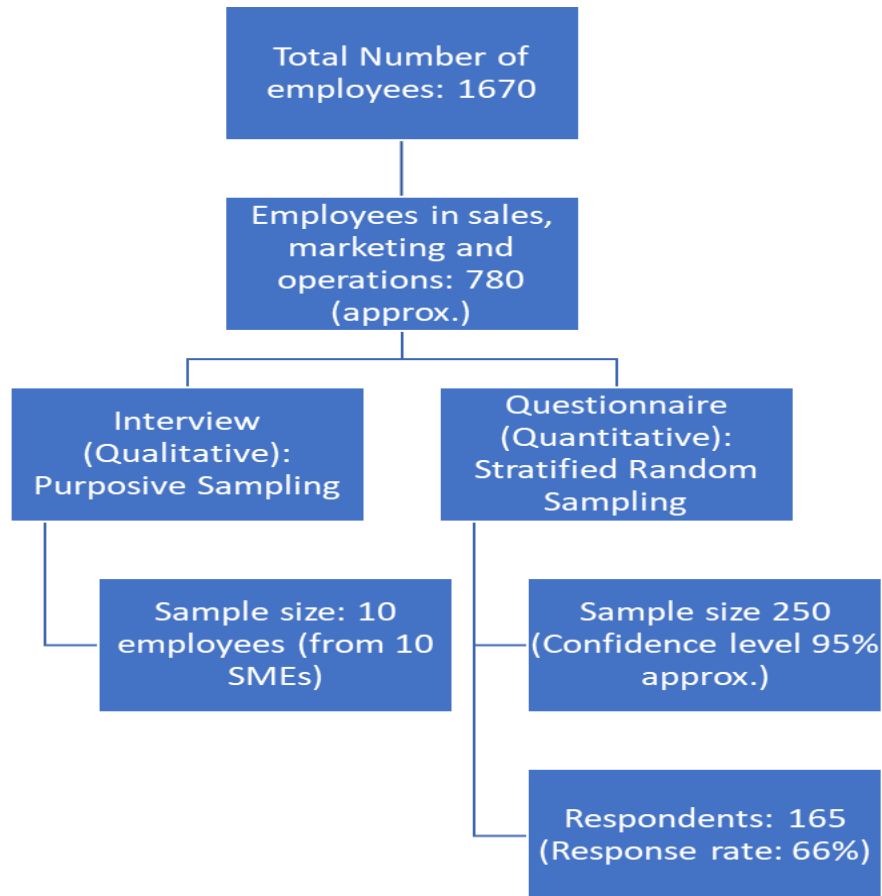 Total Number of
employees: 1670
Employees in sales,
marketing and
operations: 780
(approx.)
Interview
(Qualitative):
Purposive Sampling
Questionnaire
(Quantitative):
Stratified Random
Sampling
Sample size: 10
employees (from 10
SMEs)
Sample size 250
(Confidence level 95%
approx.)
Respondents: 165
(Response rate: 66%)